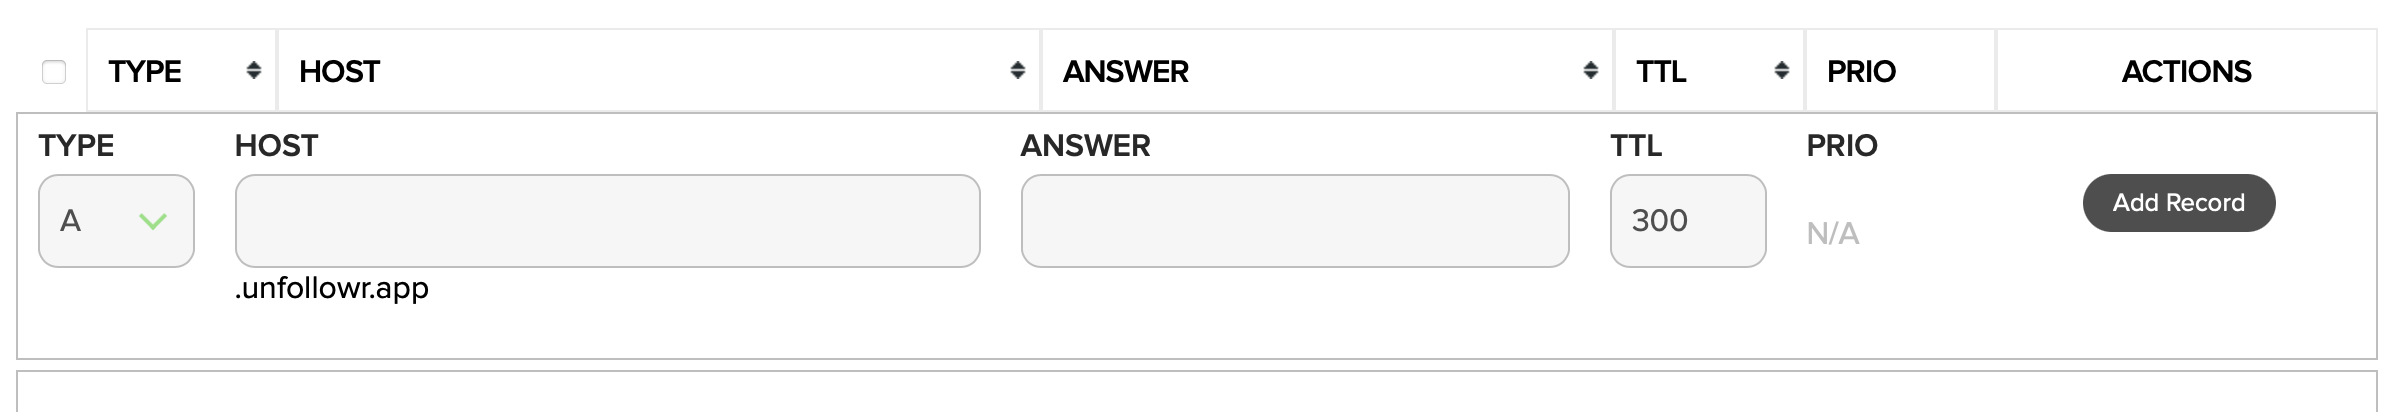 TYPE HOST ANSWER TTL PRIO ACTIONS
TYPE HOST ANSWER TTL PRIO
A 300 N/A Add Record
.unfollowr.app